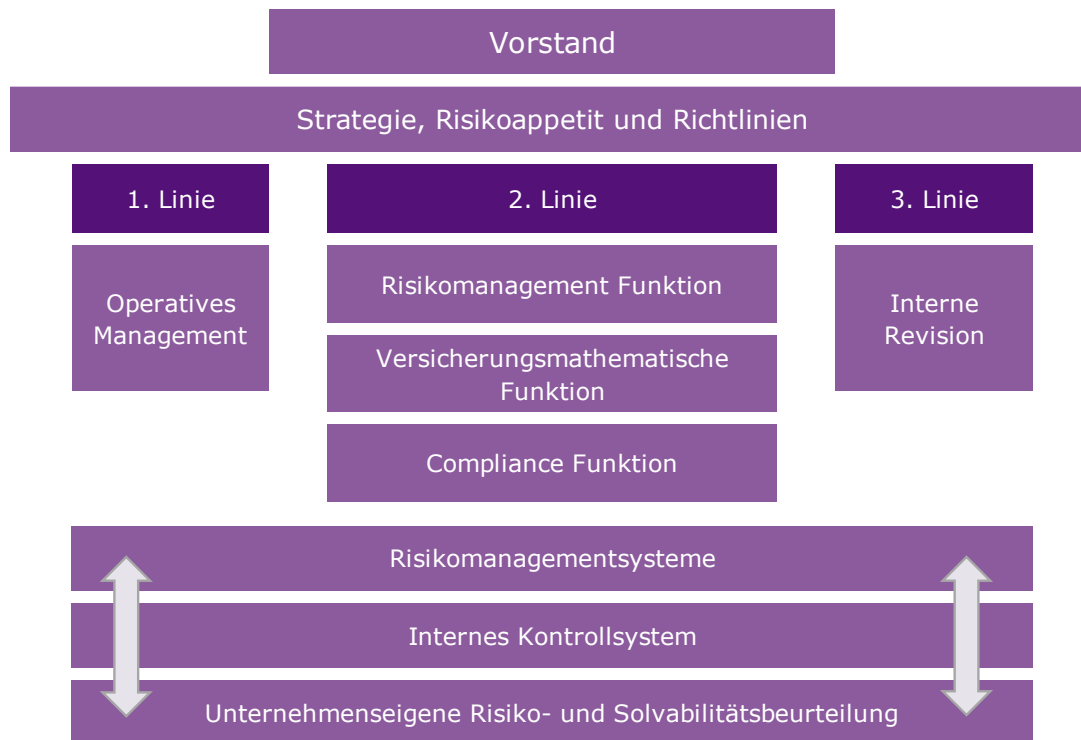 Vorstand
Strategie, Risikoappetit und Richtlinien
1. Linie
Operatives
Management
2. Linie
Risikomanagement Funktion
Versicherungsmathematische
Funktion
Compliance Funktion
3. Linie
Interne
Revision
Risikomanagementsysteme
Internes Kontrollsystem
Unternehmenseigene Risiko- und Solvabilitätsbeurteilung